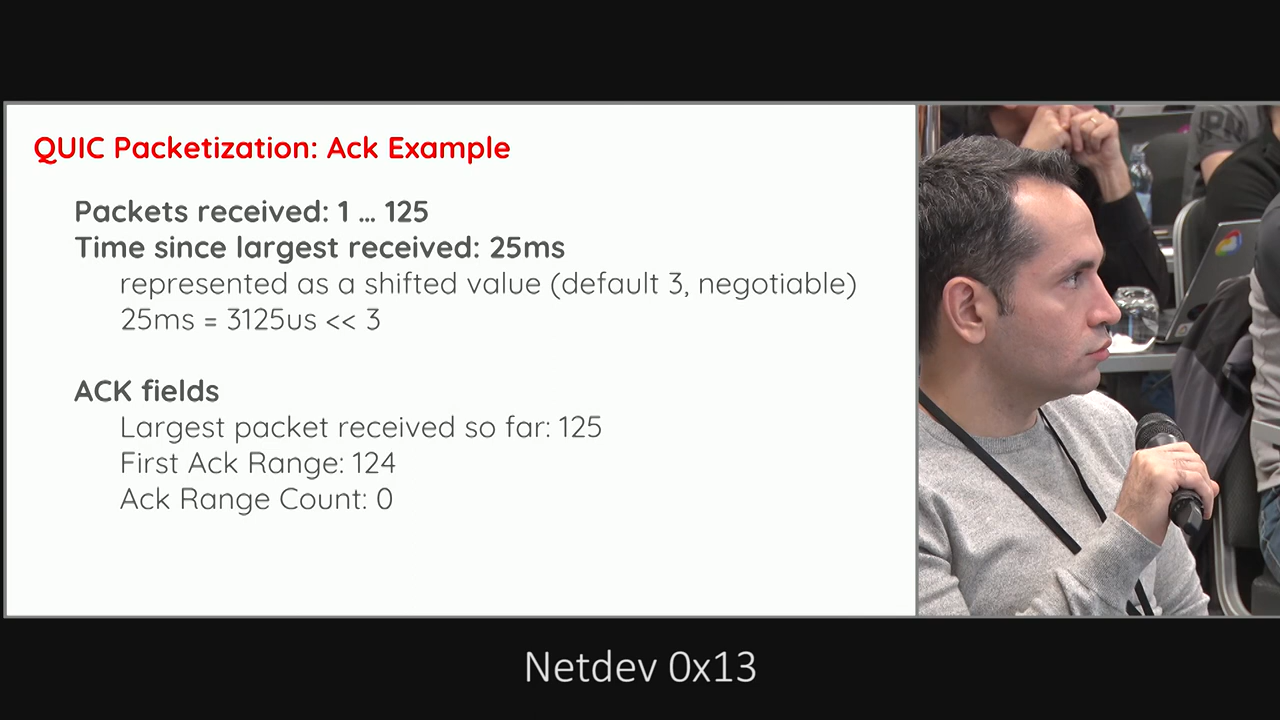 QUIC Packetization: Ack Example
Packets received: 1 ... 125
Time since largest received: 25ms
represented as a shifted value (default 3, negotiable)
25ms = 3125us << 3
ACK fields
Largest packet received so far: 125
First Ack Range: 124
Ack Range Count: 0
Netdev 0x13